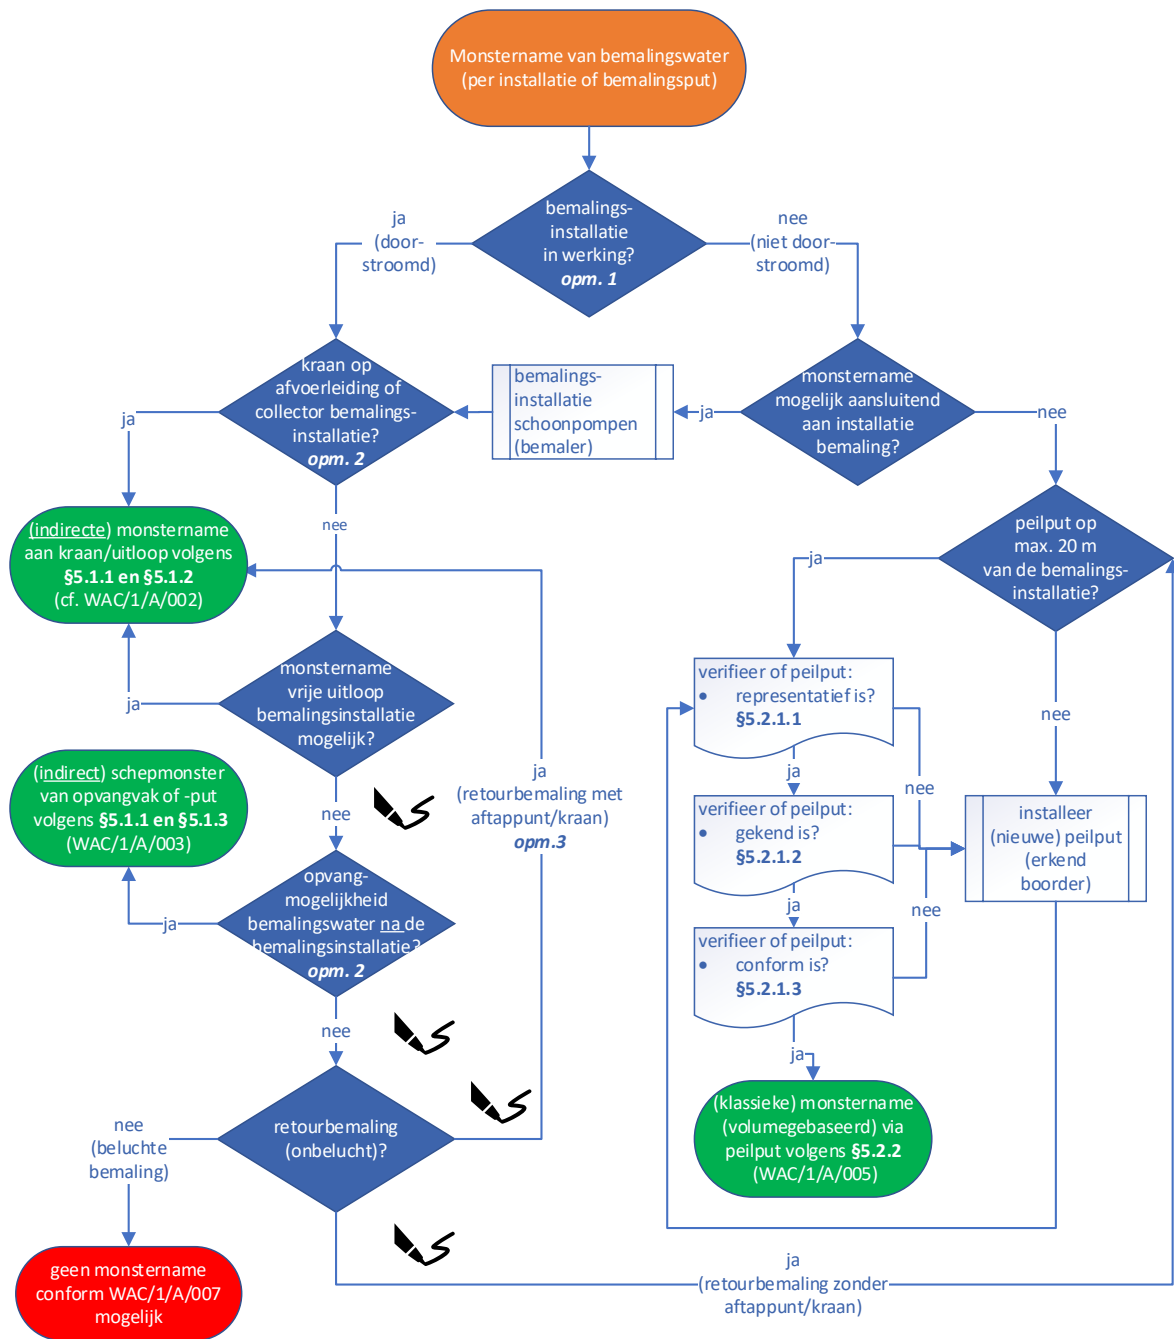 Monstername van bemalingswater
(per installatie of bemalingsput)
bemalings-
installatie
in werking?
opm. 1
ja
(door-
stroomd)
nee
(niet door-
stroomd)
kraan op
afvoerleiding of
collector bemalings-
installatie?
opm. 2
bemalings-
installatie
schoonpompen
(bemaler)
ja
monstername
mogelijk aansluitend
aan installatie
bemaling?
nee
ja
nee
(indirecte) monstername
aan kraan/uitloop volgens
§5.1.1 en §5.1.2
(cf. WAC/1/A/002)
peilput op
max. 20 m
van de bemalings-
installatie?
ja
nee
monstername
vrije uitloop
bemalingsinstallatie
mogelijk?
ja
nee
verifieer of peilput:
• representatief is?
§5.2.1.1
ja
nee
verifieer of peilput:
• gekend is?
§5.2.1.2
ja
nee
verifieer of peilput:
• conform is?
§5.2.1.3
ja
installeer
(nieuwe) peilput
(erkend
boorder)
(indirect) schepmonster
van opvangvak of -put
volgens §5.1.1 en §5.1.3
(WAC/1/A/003)
ja
(retourbemaling met
aftappunt/kraan)
opm.3
opvang-
mogelijkheid
bemalingswater na de
bemalingsinstallatie?
opm. 2
ja
nee
(klassieke) monstername
(volumegebaseerd) via
peilput volgens §5.2.2
(WAC/1/A/005)
retourbemaling
(onbelucht)?
nee
(beluchte
bemaling)
ja
(retourbemaling zonder
aftappunt/kraan)
geen monstername
conform WAC/1/A/007
mogelijk